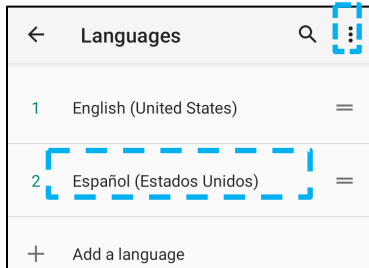 Languages
1 English (United States)
2 Español (Estados Unidos)
Add a language